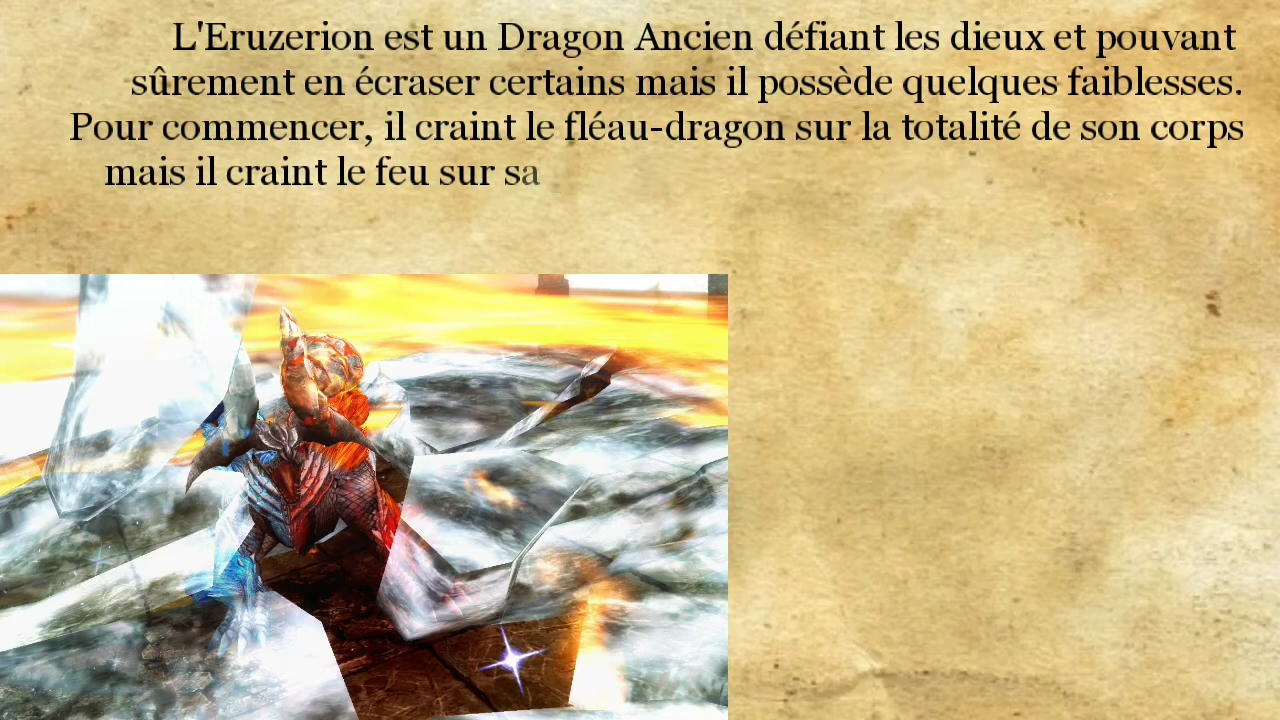 L'Eruzerion est un Dragon Ancien défiant les dieux et pouvant
sûrement en écraser certains mais il possède quelques faiblesses.
Pour commencer, il craint le fléau-dragon sur la totalité de son corps
mais il craint le feu sur sa